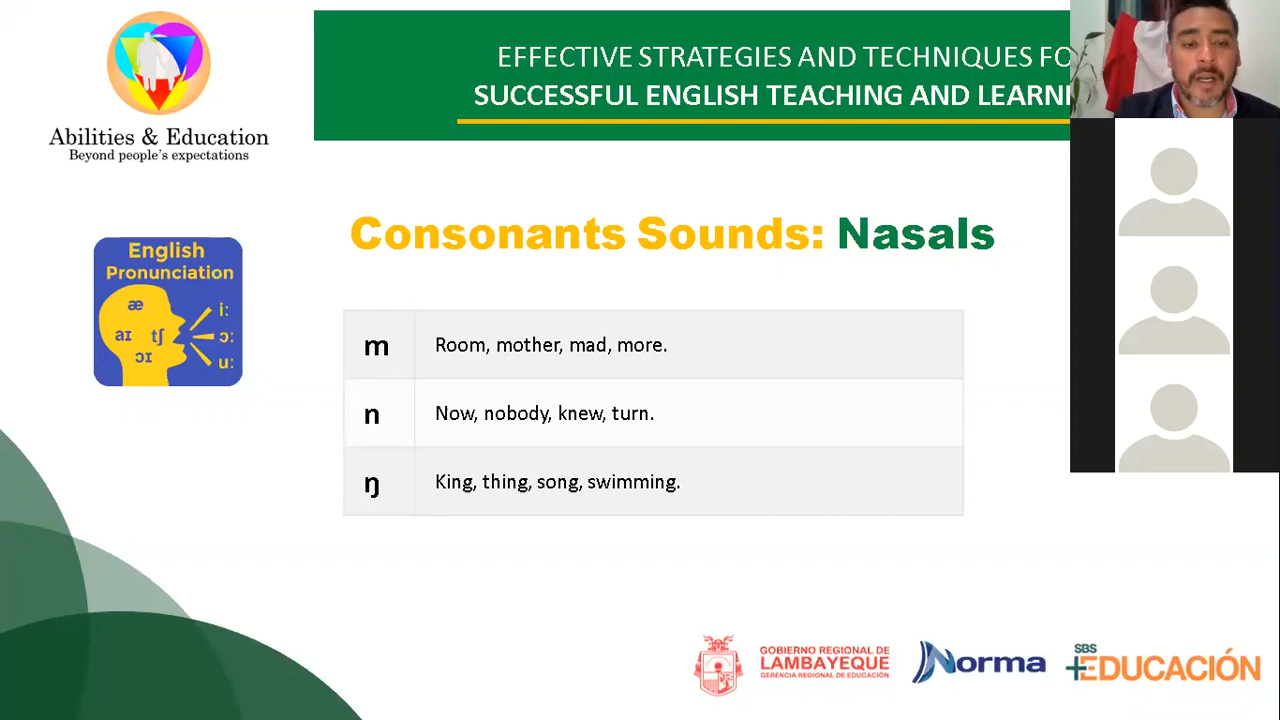 Abilities & Education
Beyond people's expectations
EFFECTIVE STRATEGIES AND TECHNIQUES
SUCCESSFUL ENGLISH TEACHING AND
English
Pronunciation
æ
aɪ
tʃ
ɔɪ
i:
ɔ:
u:
Consonants Sounds: Nasals
m
Room, mother, mad, more.
n
Now, nobody, knew, turn.
ŋ
King, thing, song, swimming.
GOBIERNO REGIONAL DE
LAMBAYEQUE
GERENCIA REGIONAL DE EDUCACIÓN
Norma
SBS
EDUCACIÓN